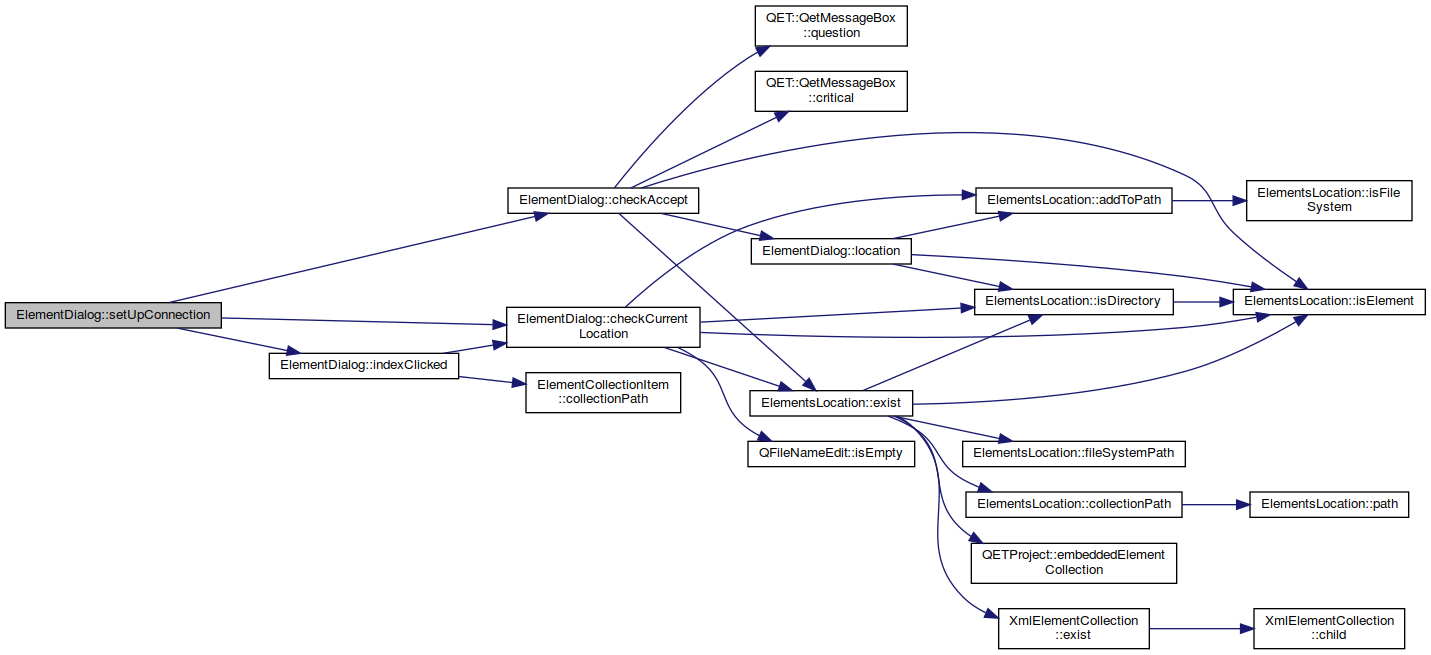 QET::QetMessageBox
::question
QET::QetMessageBox
::critical
ElementDialog::checkAccept
ElementsLocation::addToPath
ElementsLocation::isFile
System
ElementDialog::location
ElementDialog::setUpConnection
ElementDialog::checkCurrent
Location
ElementsLocation::isDirectory
ElementsLocation::isElement
ElementDialog::indexClicked
ElementCollectionItem
::collectionPath
ElementsLocation::exist
QFileNameEdit::isEmpty
ElementsLocation::fileSystemPath
ElementsLocation::collectionPath
ElementsLocation::path
QETProject::embeddedElement
Collection
XmlElementCollection
::exist
XmlElementCollection
::child